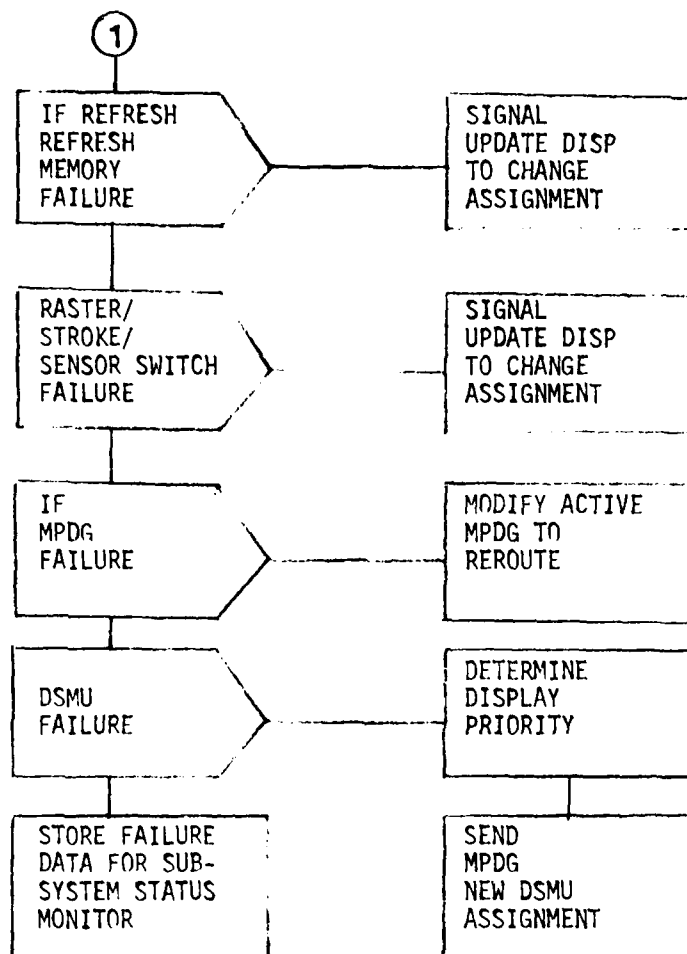 1
IF REFRESH
REFRESH
MEMORY
FAILURE
SIGNAL
UPDATE DISP
TO CHANGE
ASSIGNMENT
RASTER/
STROKE/
SENSOR SWITCH
FAILURE
SIGNAL
UPDATE DISP
TO CHANGE
ASSIGNMENT
IF
MPDG
FAILURE
MODIFY ACTIVE
MPDG TO
REROUTE
DSMU
FAILURE
DETERMINE
DISPLAY
PRIORITY
STORE FAILURE
DATA FOR SUB-
SYSTEM STATUS
MONITOR
SEND
MPDG
NEW DSMU
ASSIGNMENT